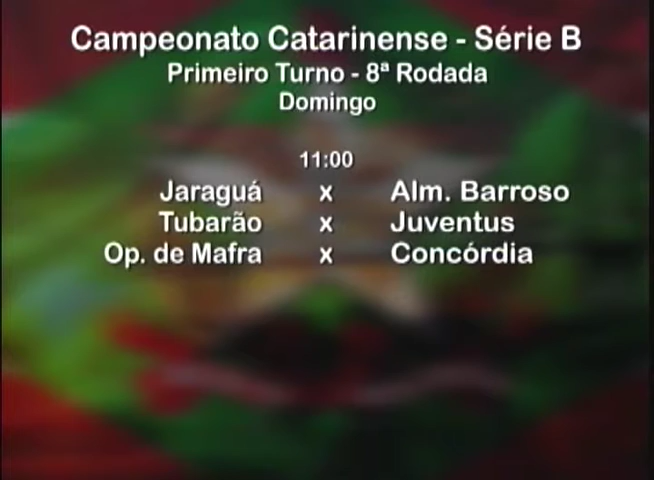 Campeonato Catarinense - Série B
Primeiro Turno - 8ª Rodada
Domingo
11:00
Jaraguá x Alm. Barroso
Tubarão x Juventus
Op. de Mafra x Concórdia